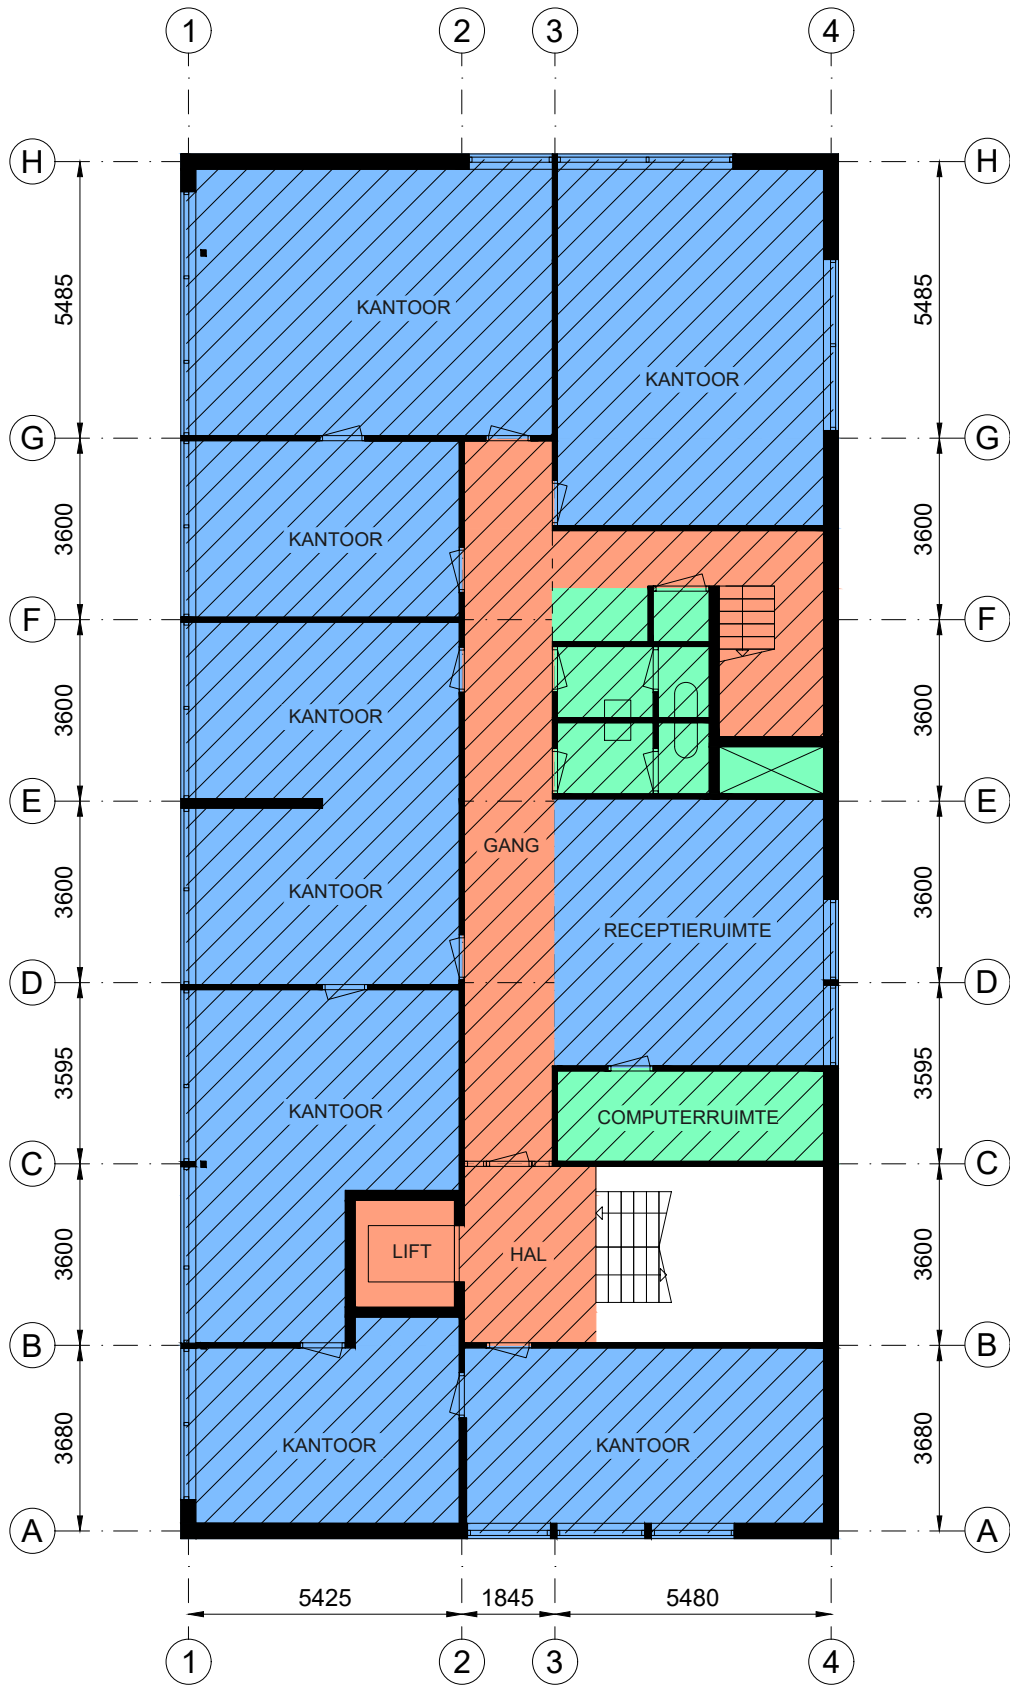 1 2 3 4
H H
5485 5485
KANTOOR
KANTOOR
G G
3600 3600
KANTOOR
F F
3600 3600
KANTOOR
E E
GANG
3600 3600
KANTOOR
RECEPTIERUIMTE
D D
3595 3595
KANTOOR
COMPUTERRUIMTE
C C
3600 3600
LIFT
HAL
B B
3680 3680
KANTOOR
KANTOOR
A A
5425 1845 5480
1 2 3 4